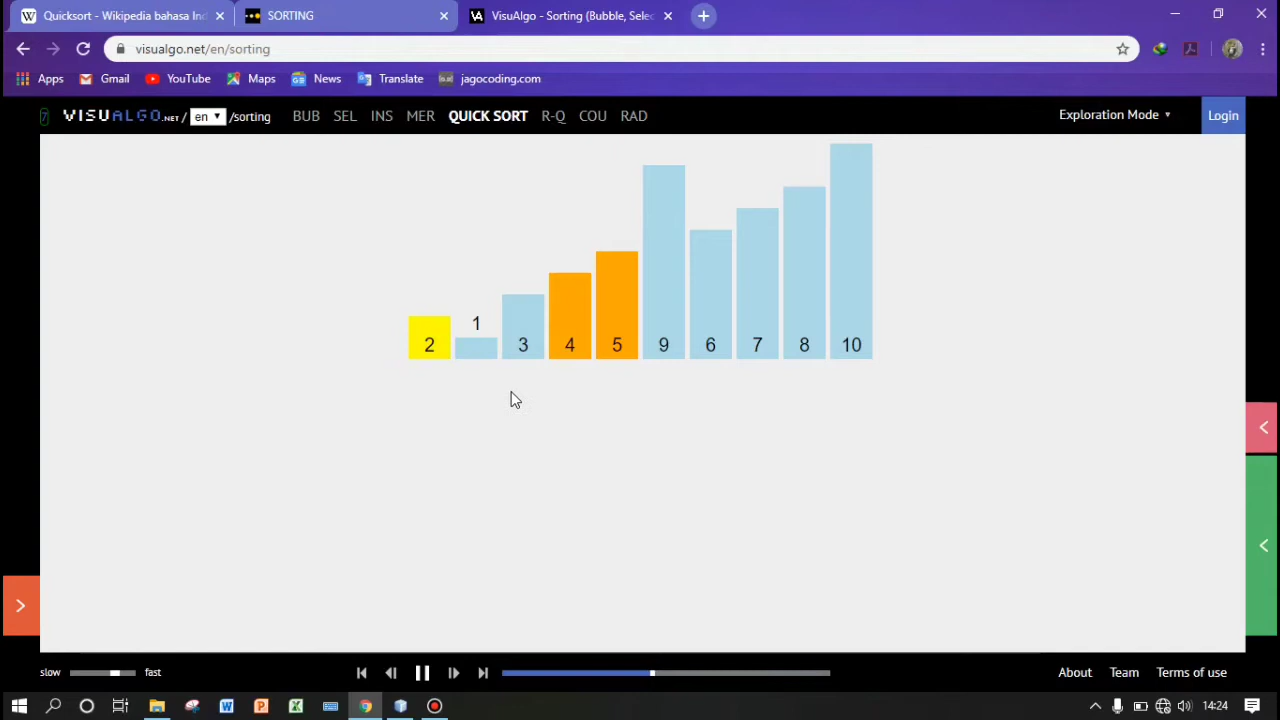 Quicksort - Wikipedia bahasa Ind
SORTING
VisuAlgo - Sorting (Bubble, Selec
visualgo.net/en/sorting
Apps Gmail YouTube Maps News Translate jagocoding.com
7 VISUALGO.NET / en /sorting BUB SEL INS MER QUICK SORT R-Q COU RAD Exploration Mode Login
2 1 3 4 5 9 6 7 8 10
slow fast About Team Terms of use
14:24